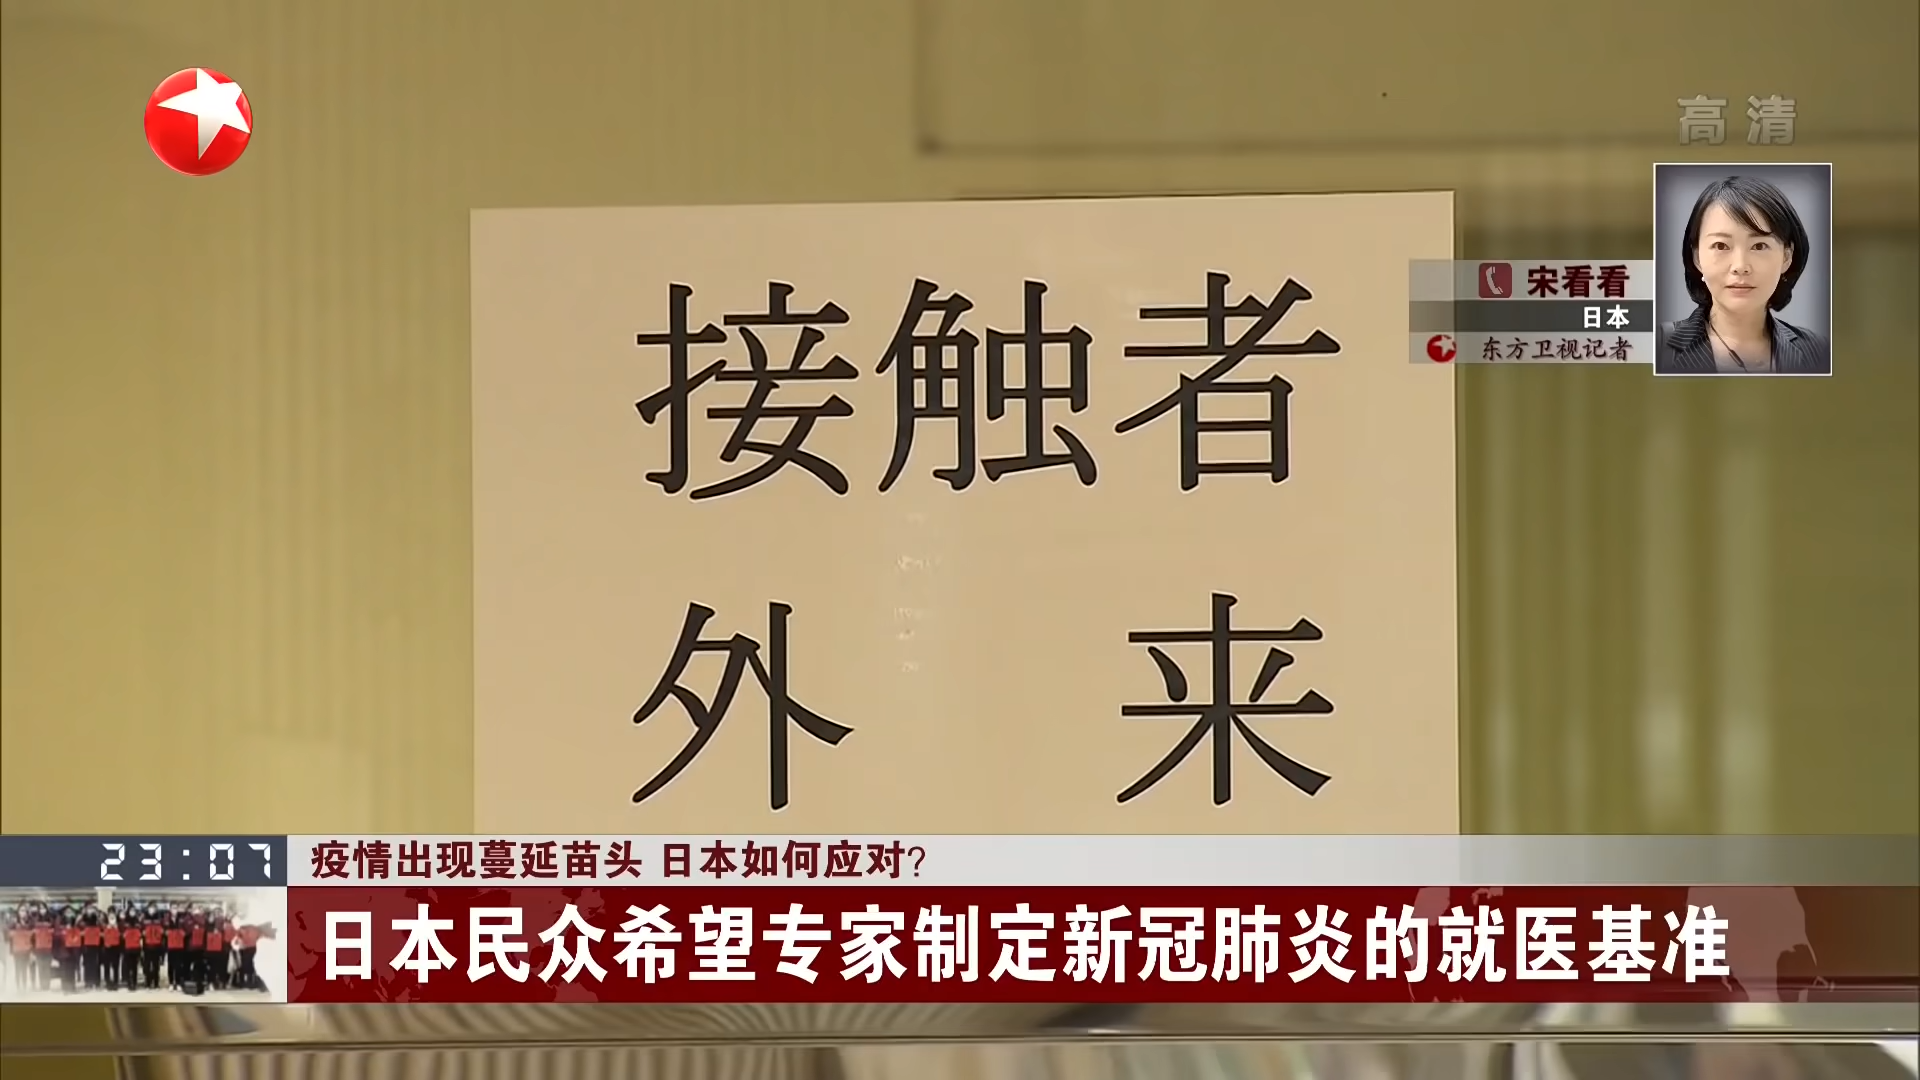 高清
宋看看
日本
东方卫视记者
接触者
外来
23:07
疫情出现蔓延苗头 日本如何应对?
日本民众希望专家制定新冠肺炎的就医基准